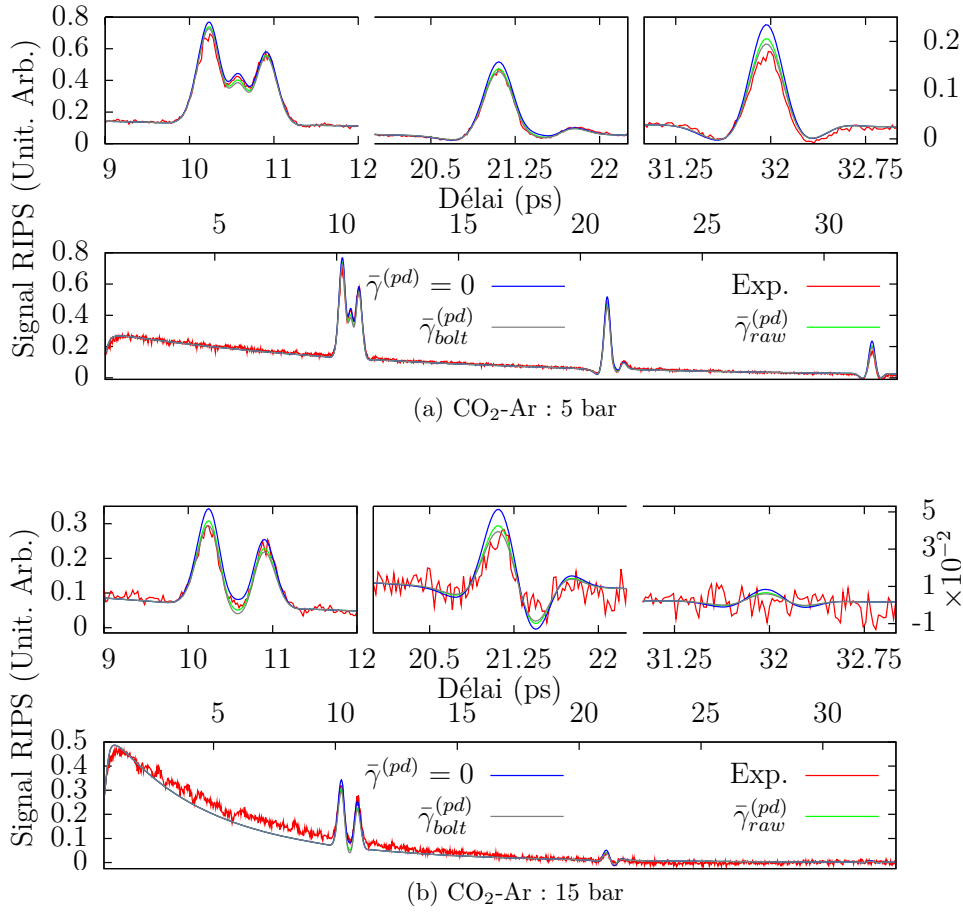 Signal RIPS (Unit. Arb.)
0.8
0.6
0.4
0.2
0
0.2
0.1
0
9 10 11 12 20.5 21.25 22 31.25 32 32.75
Délai (ps)
5 10 15 20 25 30
0.8
0.6
0.4
0.2
0
γ̄^(pd) = 0 Exp.
γ̄_bolt^(pd) γ̄_raw^(pd)
(a) CO₂-Ar : 5 bar
Signal RIPS (Unit. Arb.)
0.3
0.2
0.1
0
5
3
1
-1
×10⁻²
9 10 11 12 20.5 21.25 22 31.25 32 32.75
Délai (ps)
5 10 15 20 25 30
0.5
0.4
0.3
0.2
0.1
0
γ̄^(pd) = 0 Exp.
γ̄_bolt^(pd) γ̄_raw^(pd)
(b) CO₂-Ar : 15 bar